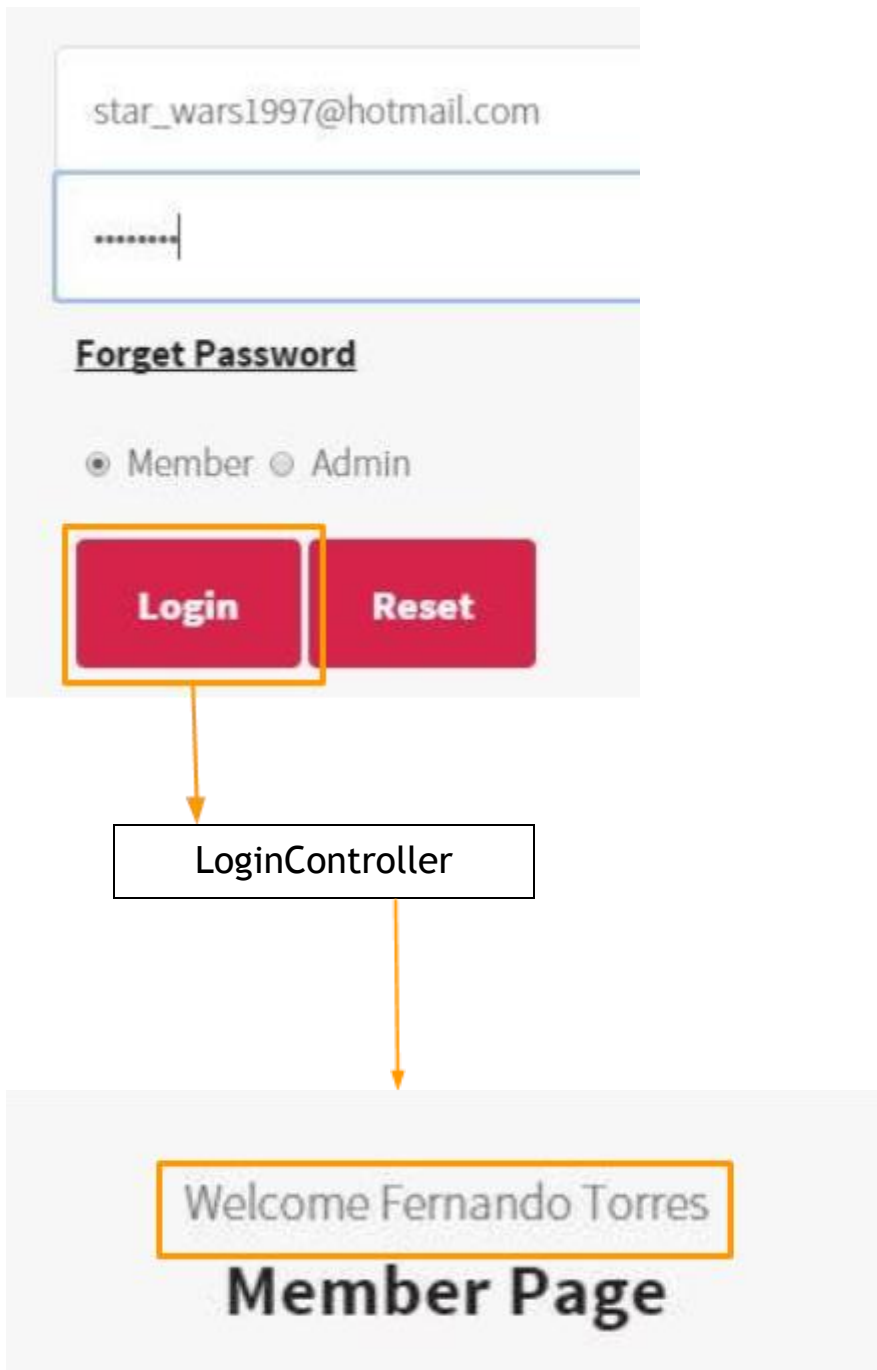 star_wars1997@hotmail.com
••••••••
Forget Password
Member Admin
Login Reset
LoginController
Welcome Fernando Torres
Member Page